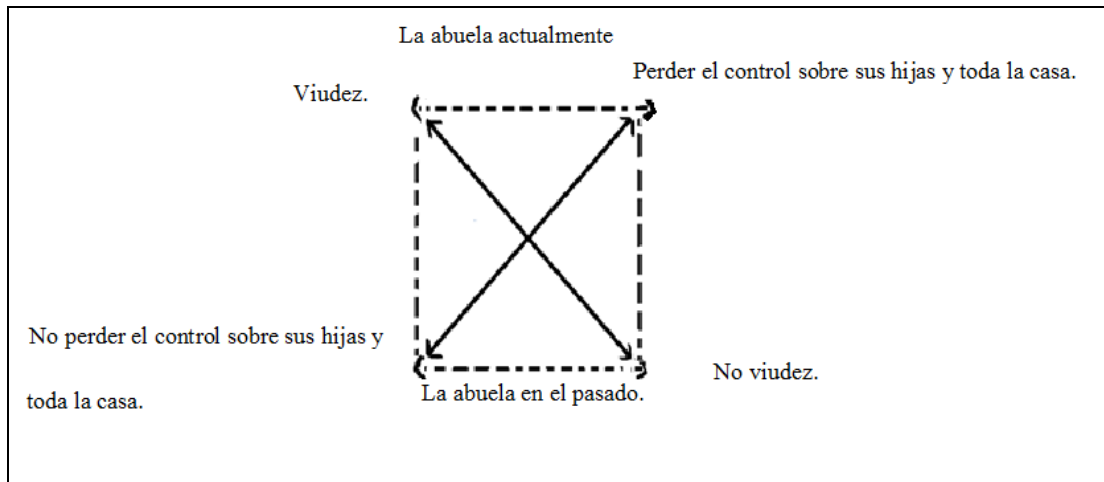 La abuela actualmente
Perder el control sobre sus hijas y toda la casa.
Viudez.
No perder el control sobre sus hijas y
toda la casa.
La abuela en el pasado.
No viudez.